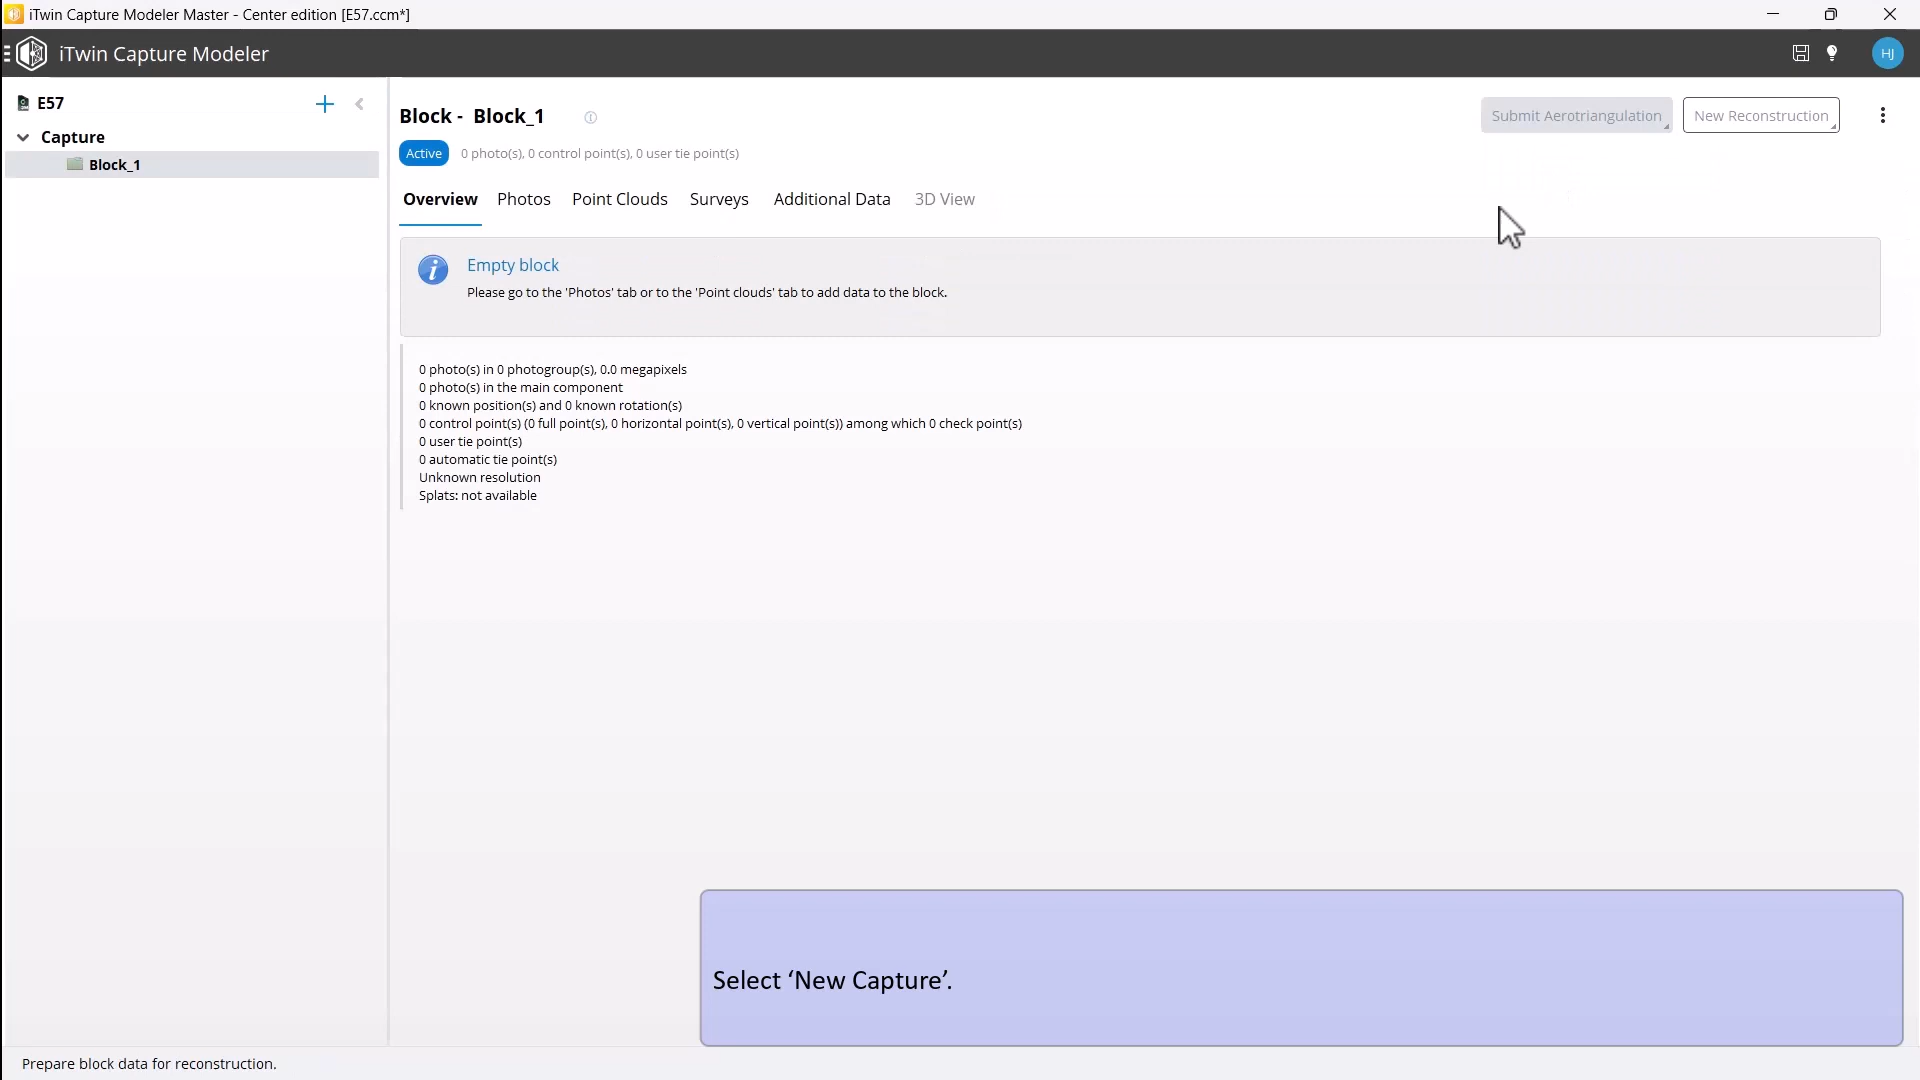 iTwin Capture Modeler Master - Center edition [E57.ccm*]
iTwin Capture Modeler
HJ
E57
Capture
Block_1
Block - Block_1
Submit Aerotriangulation
New Reconstruction
Active
0 photo(s), 0 control point(s), 0 user tie point(s)
Overview
Photos
Point Clouds
Surveys
Additional Data
3D View
Empty block
Please go to the 'Photos' tab or to the 'Point clouds' tab to add data to the block.
0 photo(s) in 0 photogroup(s), 0.0 megapixels
0 photo(s) in the main component
0 known position(s) and 0 known rotation(s)
0 control point(s) (0 full point(s), 0 horizontal point(s), 0 vertical point(s)) among which 0 check point(s)
0 user tie point(s)
0 automatic tie point(s)
Unknown resolution
Splats: not available
Select ‘New Capture’.
Prepare block data for reconstruction.